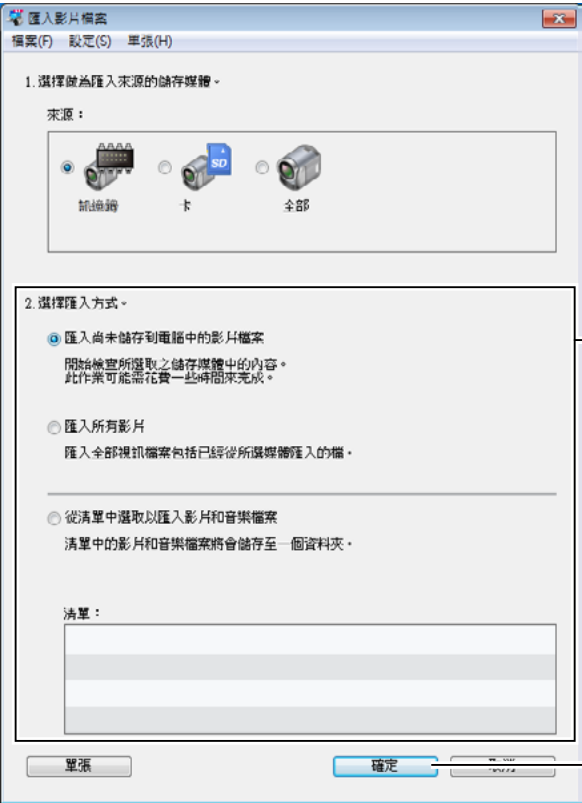 匯入影片檔案
檔案(F) 設定(S) 單張(H)
1. 選擇做為匯入來源的儲存媒體。
來源：
SD
卡
全部
2. 選擇匯入方式。
匯入尚未儲存到電腦中的影片檔案
開始檢查所選取之儲存媒體中的內容。
此作業可能需花費一些時間來完成。
匯入所有影片
匯入全部視訊檔案包括已經從所選媒體匯入的檔。
從清單中選取以匯入影片和音樂檔案
清單中的影片和音樂檔案將會儲存至一個資料夾。
清單：
單張
確定